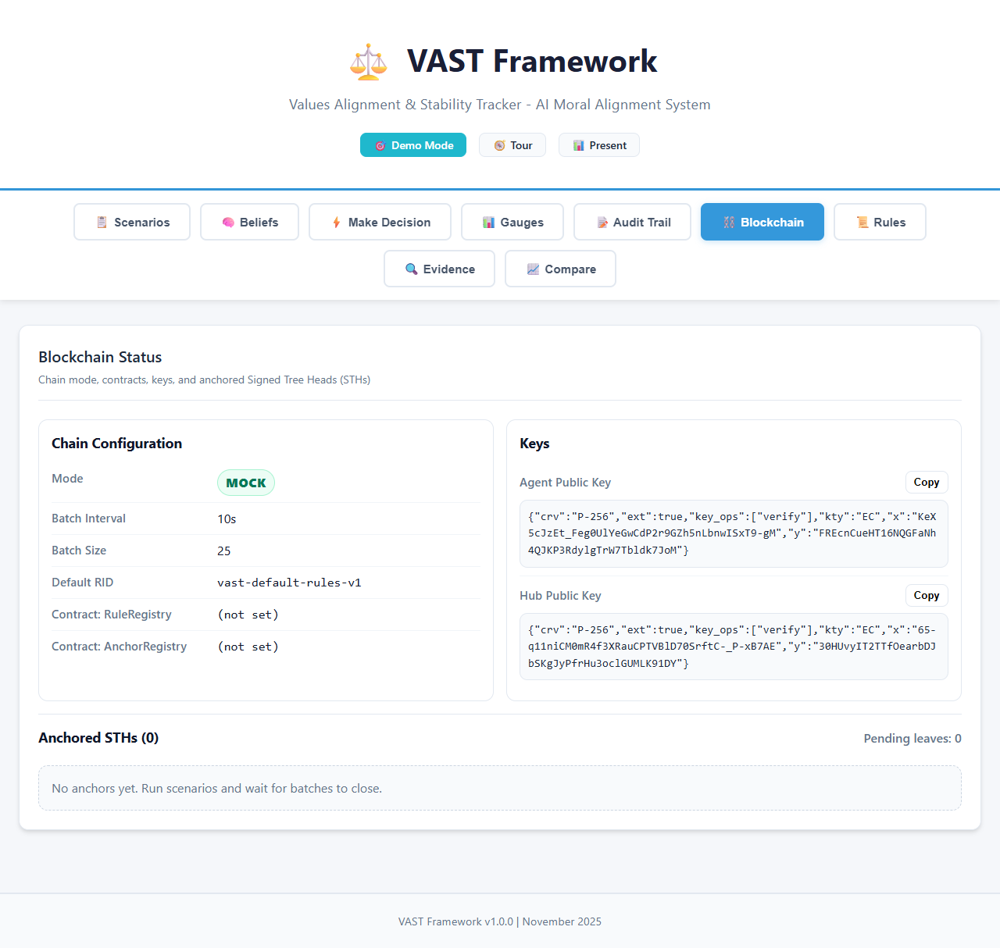 VAST Framework
Values Alignment & Stability Tracker - AI Moral Alignment System
Demo Mode
Tour
Present
Scenarios
Beliefs
Make Decision
Gauges
Audit Trail
Blockchain
Rules
Evidence
Compare
Blockchain Status
Chain mode, contracts, keys, and anchored Signed Tree Heads (STHs)
Chain Configuration
Mode
MOCK
Batch Interval
10s
Batch Size
25
Default RID
vast-default-rules-v1
Contract: RuleRegistry
(not set)
Contract: AnchorRegistry
(not set)
Keys
Agent Public Key
Copy
{"crv":"P-256","ext":true,"key_ops":["verify"],"kty":"EC","x":"KeX
5cJzEt_Feg0UlYeGwCdP2r9GZh5nLbnwISxT9-gM","y":"FREcnCueHT16NQGFaNh
4QJKP3RdylgTrW7Tbldk7JoM"}
Hub Public Key
Copy
{"crv":"P-256","ext":true,"key_ops":["verify"],"kty":"EC","x":"65-
q11niCM0mR4f3XRauCPTVBlD70SrftC-_P-xB7AE","y":"30HUvyIT2TTfOearbDJ
bSKgJyPfrHu3oclGUMLK91DY"}
Anchored STHs (0)
Pending leaves: 0
No anchors yet. Run scenarios and wait for batches to close.
VAST Framework v1.0.0 | November 2025